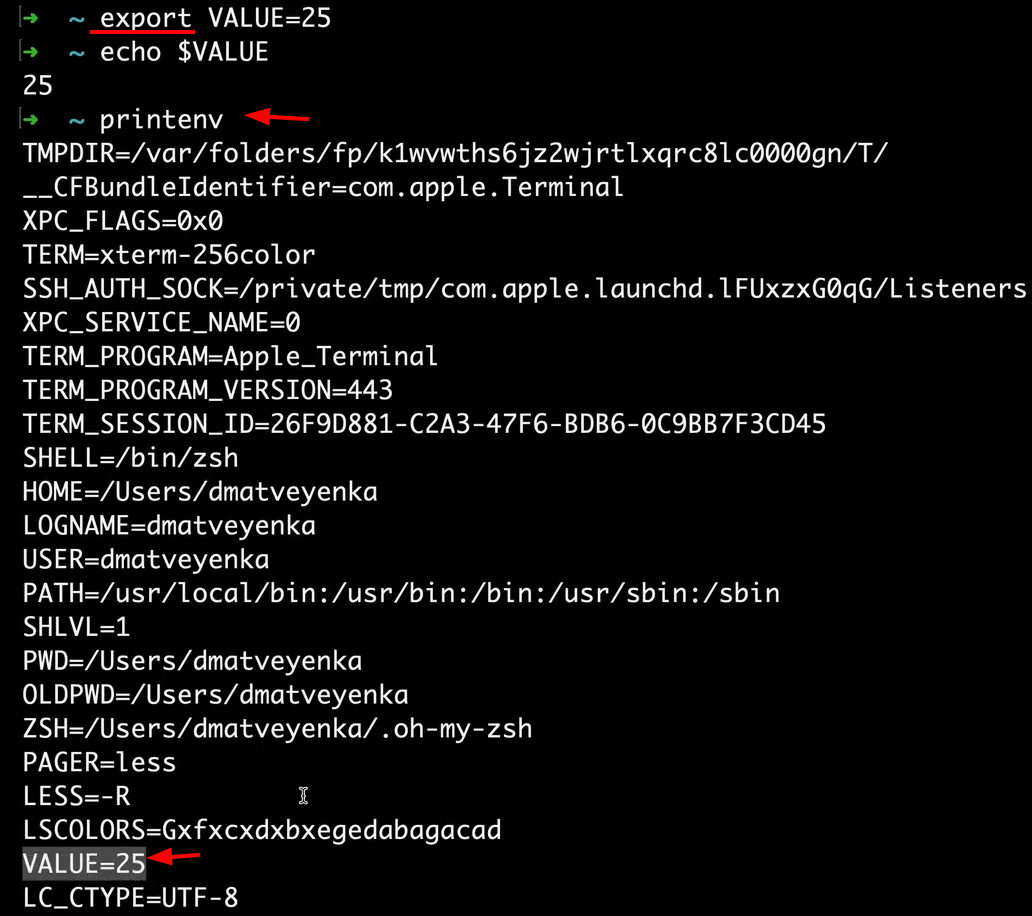 ➜ ~ export VALUE=25
➜ ~ echo $VALUE
25
➜ ~ printenv
TMPDIR=/var/folders/fp/k1wvwths6jz2wjrtlxqrc8lc0000gn/T/
__CFBundleIdentifier=com.apple.Terminal
XPC_FLAGS=0x0
TERM=xterm-256color
SSH_AUTH_SOCK=/private/tmp/com.apple.launchd.lFUxzxG0qG/Listeners
XPC_SERVICE_NAME=0
TERM_PROGRAM=Apple_Terminal
TERM_PROGRAM_VERSION=443
TERM_SESSION_ID=26F9D881-C2A3-47F6-BDB6-0C9BB7F3CD45
SHELL=/bin/zsh
HOME=/Users/dmatveyenka
LOGNAME=dmatveyenka
USER=dmatveyenka
PATH=/usr/local/bin:/usr/bin:/bin:/usr/sbin:/sbin
SHLVL=1
PWD=/Users/dmatveyenka
OLDPWD=/Users/dmatveyenka
ZSH=/Users/dmatveyenka/.oh-my-zsh
PAGER=less
LESS=-R
LSCOLORS=Gxfxcxdxbxegedabagacad
VALUE=25
LC_CTYPE=UTF-8